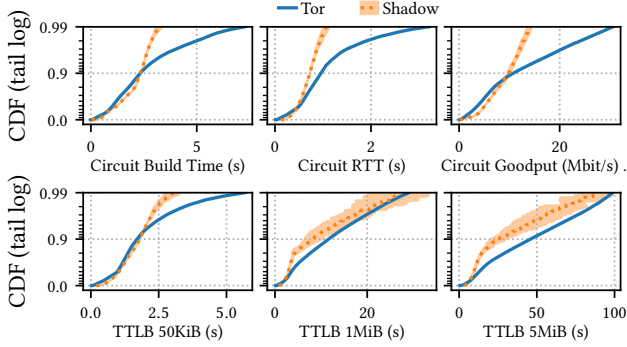 Tor Shadow
CDF (tail log)
0.99
0.9
0.0
0 5
Circuit Build Time (s)
0 2
Circuit RTT (s)
0 20
Circuit Goodput (Mbit/s) .
CDF (tail log)
0.99
0.9
0.0
0.0 2.5 5.0
TTLB 50KiB (s)
0 20
TTLB 1MiB (s)
0 50 100
TTLB 5MiB (s)